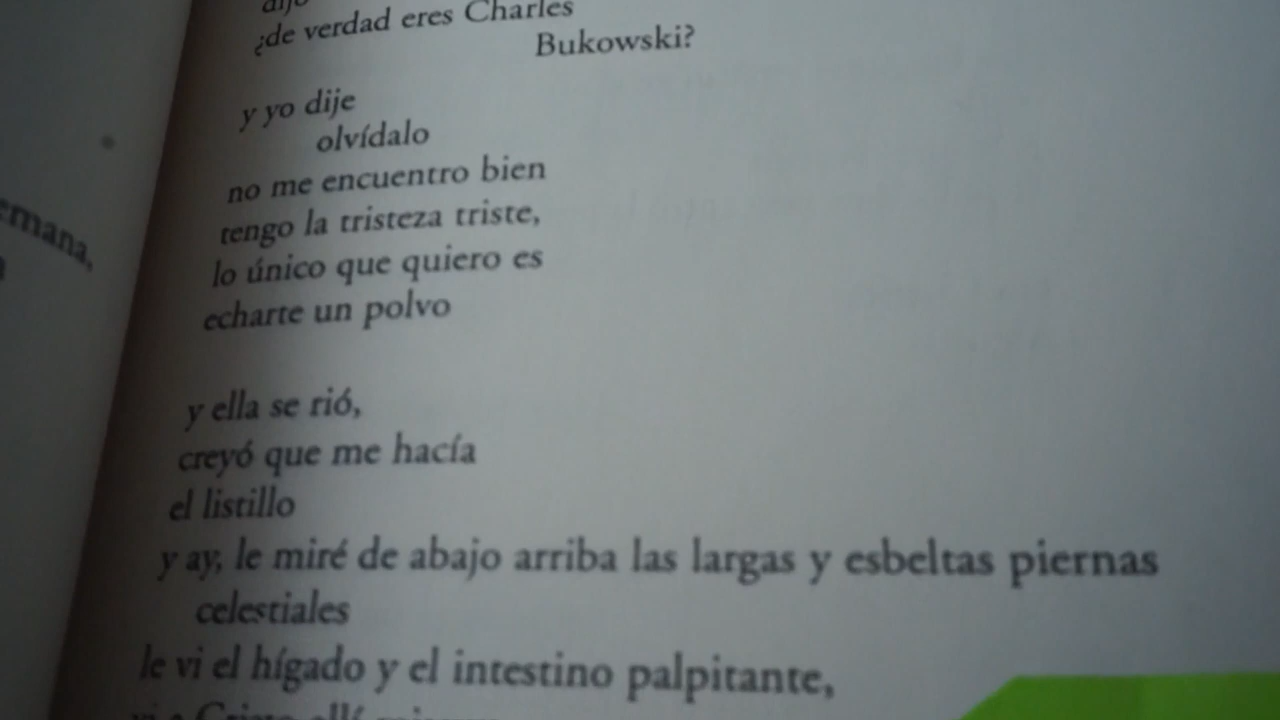 emana,
dijo
¿de verdad eres Charles
Bukowski?
y yo dije
olvídalo
no me encuentro bien
tengo la tristeza triste,
lo único que quiero es
echarte un polvo
y ella se rió,
creyó que me hacía
el listillo
y ay, le miré de abajo arriba las largas y esbeltas piernas
celestiales
le vi el hígado y el intestino palpitante,